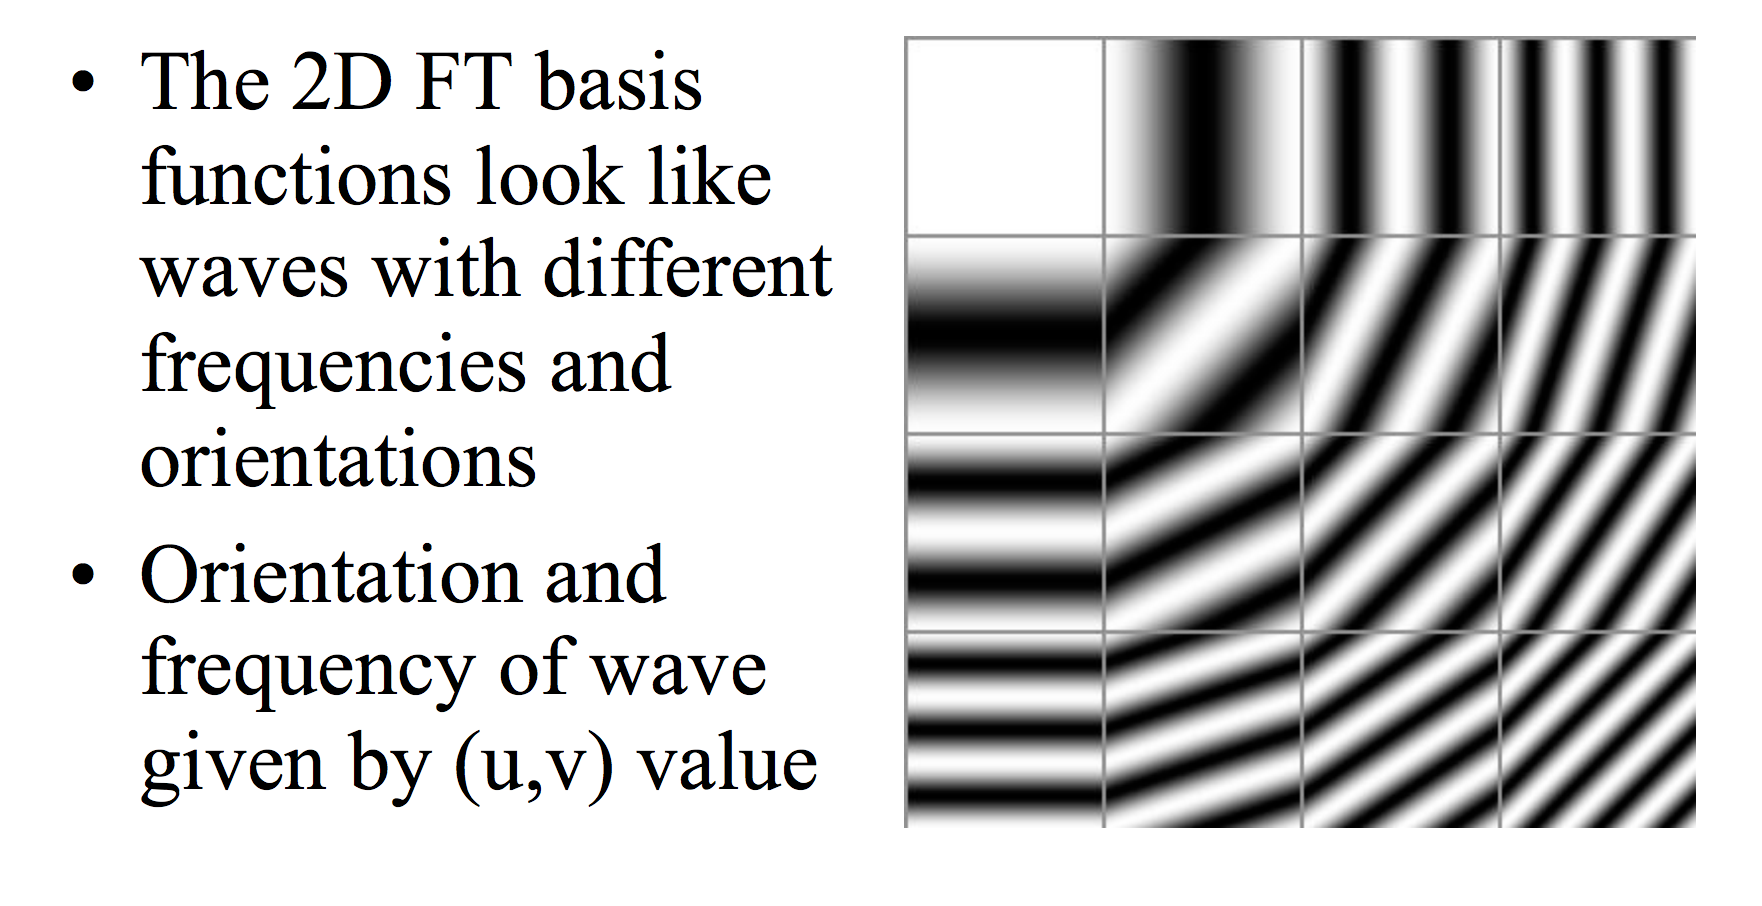 • The 2D FT basis
functions look like
waves with different
frequencies and
orientations
• Orientation and
frequency of wave
given by (u,v) value